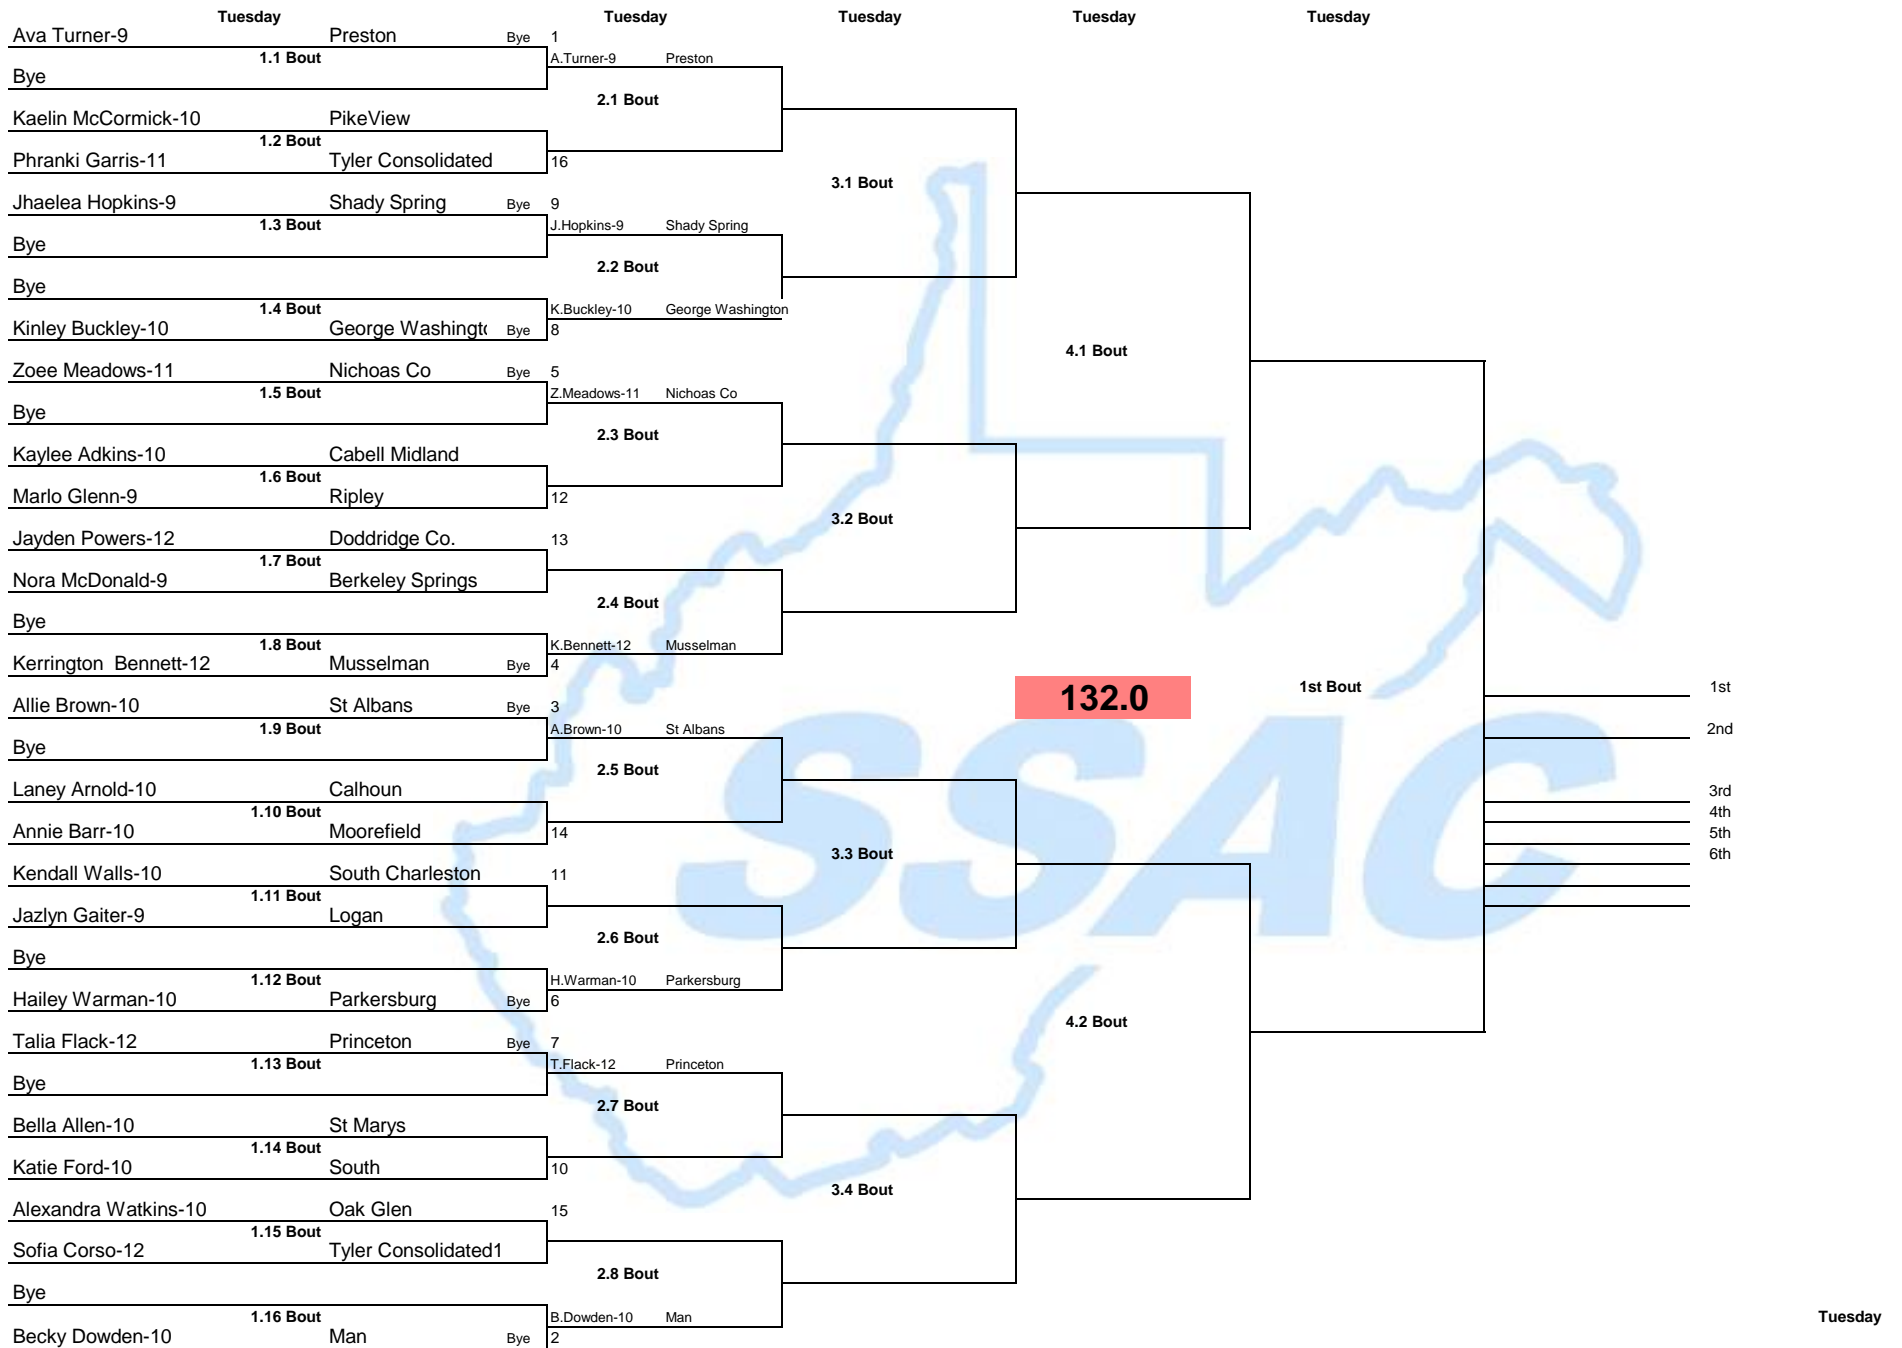 Tuesday Tuesday Tuesday Tuesday Tuesday
Ava Turner-9 Preston Bye 1
1.1 Bout A.Turner-9 Preston
Bye
2.1 Bout
Kaelin McCormick-10 PikeView
1.2 Bout
Phranki Garris-11 Tyler Consolidated 16
3.1 Bout
Jhaelea Hopkins-9 Shady Spring Bye 9
1.3 Bout J.Hopkins-9 Shady Spring
Bye
2.2 Bout
Bye
1.4 Bout K.Buckley-10 George Washington
Kinley Buckley-10 George Washingt Bye 8
4.1 Bout
Zoee Meadows-11 Nichoas Co Bye 5
1.5 Bout Z.Meadows-11 Nichoas Co
Bye
2.3 Bout
Kaylee Adkins-10 Cabell Midland
1.6 Bout
Marlo Glenn-9 Ripley 12
3.2 Bout
Jayden Powers-12 Doddridge Co. 13
1.7 Bout
Nora McDonald-9 Berkeley Springs
2.4 Bout
Bye
1.8 Bout K.Bennett-12 Musselman
Kerrington Bennett-12 Musselman Bye 4
132.0 1st Bout 1st
Allie Brown-10 St Albans Bye 3
1.9 Bout A.Brown-10 St Albans 2nd
Bye
2.5 Bout
Laney Arnold-10 Calhoun 3rd
1.10 Bout 4th
Annie Barr-10 Moorefield 14 5th
3.3 Bout 6th
SSAC
Kendall Walls-10 South Charleston 11
1.11 Bout
Jazlyn Gaiter-9 Logan
2.6 Bout
Bye
1.12 Bout H.Warman-10 Parkersburg
Hailey Warman-10 Parkersburg Bye 6
4.2 Bout
Talia Flack-12 Princeton Bye 7
1.13 Bout T.Flack-12 Princeton
Bye
2.7 Bout
Bella Allen-10 St Marys
1.14 Bout
Katie Ford-10 South 10
3.4 Bout
Alexandra Watkins-10 Oak Glen 15
1.15 Bout
Sofia Corso-12 Tyler Consolidated1
2.8 Bout
Bye
1.16 Bout B.Dowden-10 Man Tuesday
Becky Dowden-10 Man Bye 2